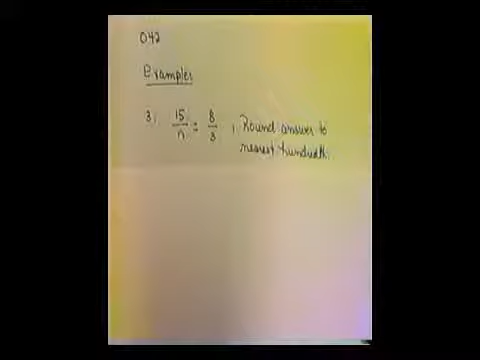 042
Examples
3. 15/n = 8/3 , Round answer to
nearest hundredth.